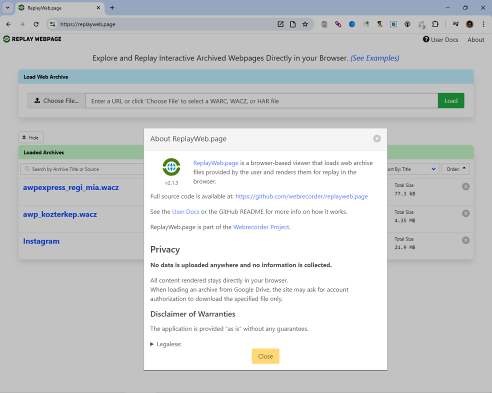 ReplayWeb.page
https://replayweb.page
REPLAY WEBPAGE
User Docs
About
Explore and Replay Interactive Archived Webpages Directly in your Browser. (See Examples)
Load Web Archive
Choose File...
Enter a URL or click 'Choose File' to select a WARC, WACZ, or HAR file
Load
Hide
Loaded Archives
Search by Archive Title or Source
Sort By: Title
Order:
awpexpress_regi_mia.wacz
Total Size
77.3 kB
awp_kozterkep.wacz
Total Size
4.35 MB
Instagram
Total Size
21.9 MB
About ReplayWeb.page
v2.1.3
ReplayWeb.page is a browser-based viewer that loads web archive
files provided by the user and renders them for replay in the
browser.
Full source code is available at: https://github.com/webrecorder/replayweb.page
See the User Docs or the GitHub README for more info on how it works.
ReplayWeb.page is part of the Webrecorder Project.
Privacy
No data is uploaded anywhere and no information is collected.
All content rendered stays directly in your browser.
When loading an archive from Google Drive, the site may ask for account
authorization to download the specified file only.
Disclaimer of Warranties
The application is provided "as is" without any guarantees.
Legalese:
Close